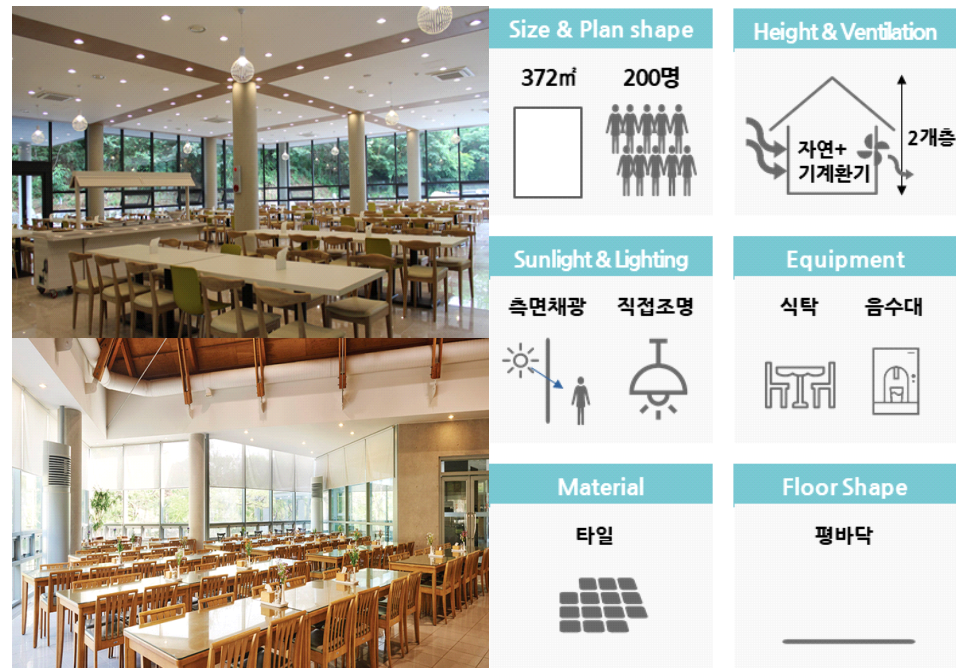 Size & Plan shape
372㎡ 200명
Height & Ventilation
2개층
자연+
기계환기
Sunlight & Lighting
측면채광 직접조명
Equipment
식탁 음수대
Material
타일
Floor Shape
평바닥